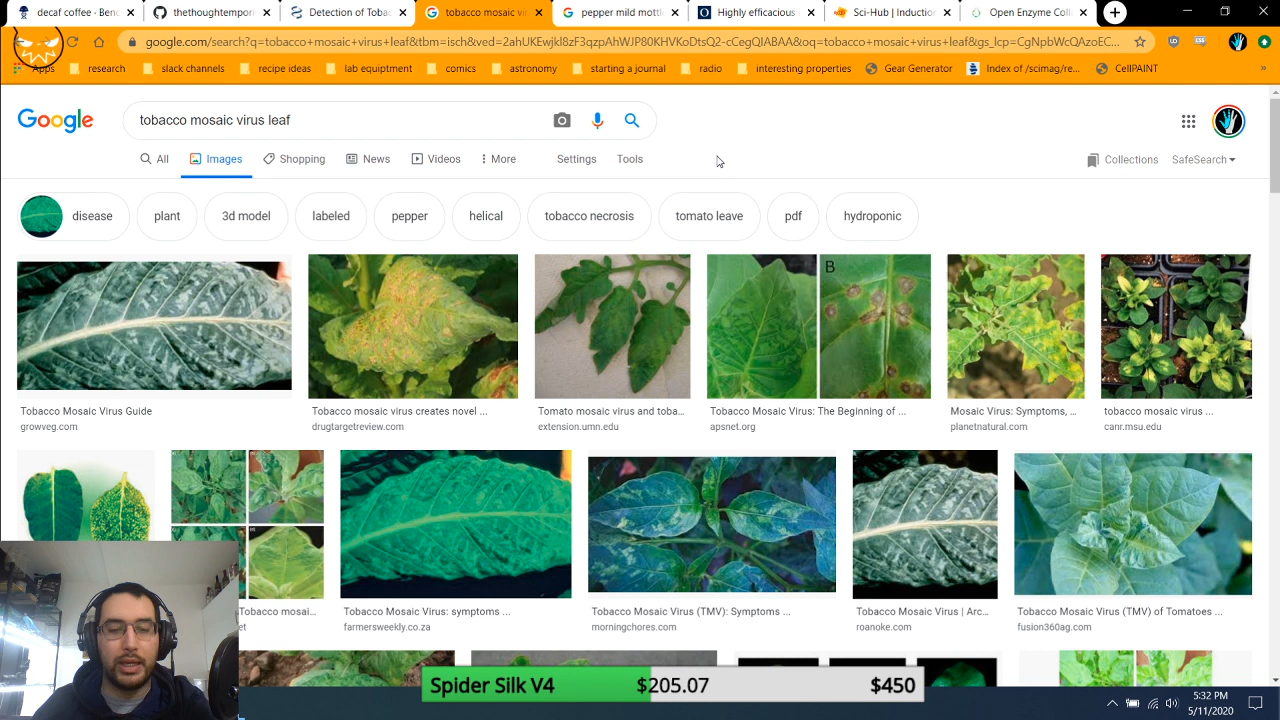 decaf coffee - Benc
thethoughtempor
Detection of Tobac
tobacco mosaic vir
pepper mild mottle
Highly efficacious
Sci-Hub | Induction
Open Enzyme Coll
google.com/search?q=tobacco+mosaic+virus+leaf&tbm=isch&ved=2ahUKEwjkl8zF3qzpAhWJP80KHVKoDtsQ2-cCegQIABAA&oq=tobacco+mosaic+virus+leaf&gs_lcp=CgNpbWcQAzoEC...
Apps research slack channels recipe ideas lab equiptment comics astronomy starting a journal radio interesting properties Gear Generator Index of /scimag/re... CellPAINT »
Google
tobacco mosaic virus leaf
All Images Shopping News Videos More Settings Tools
Collections SafeSearch
disease plant 3d model labeled pepper helical tobacco necrosis tomato leave pdf hydroponic
B
Tobacco Mosaic Virus Guide
growveg.com
Tobacco mosaic virus creates novel ...
drugtargetreview.com
Tomato mosaic virus and toba...
extension.umn.edu
Tobacco Mosaic Virus: The Beginning of ...
apsnet.org
Mosaic Virus: Symptoms, ...
planetnatural.com
tobacco mosaic virus ...
canr.msu.edu
Tobacco mosai...
et
Tobacco Mosaic Virus: symptoms ...
farmersweekly.co.za
Tobacco Mosaic Virus (TMV): Symptoms ...
morningchores.com
Tobacco Mosaic Virus | Arc...
roanoke.com
Tobacco Mosaic Virus (TMV) of Tomatoes ...
fusion360ag.com
Spider Silk V4 $205.07 $450
5:32 PM
5/11/2020